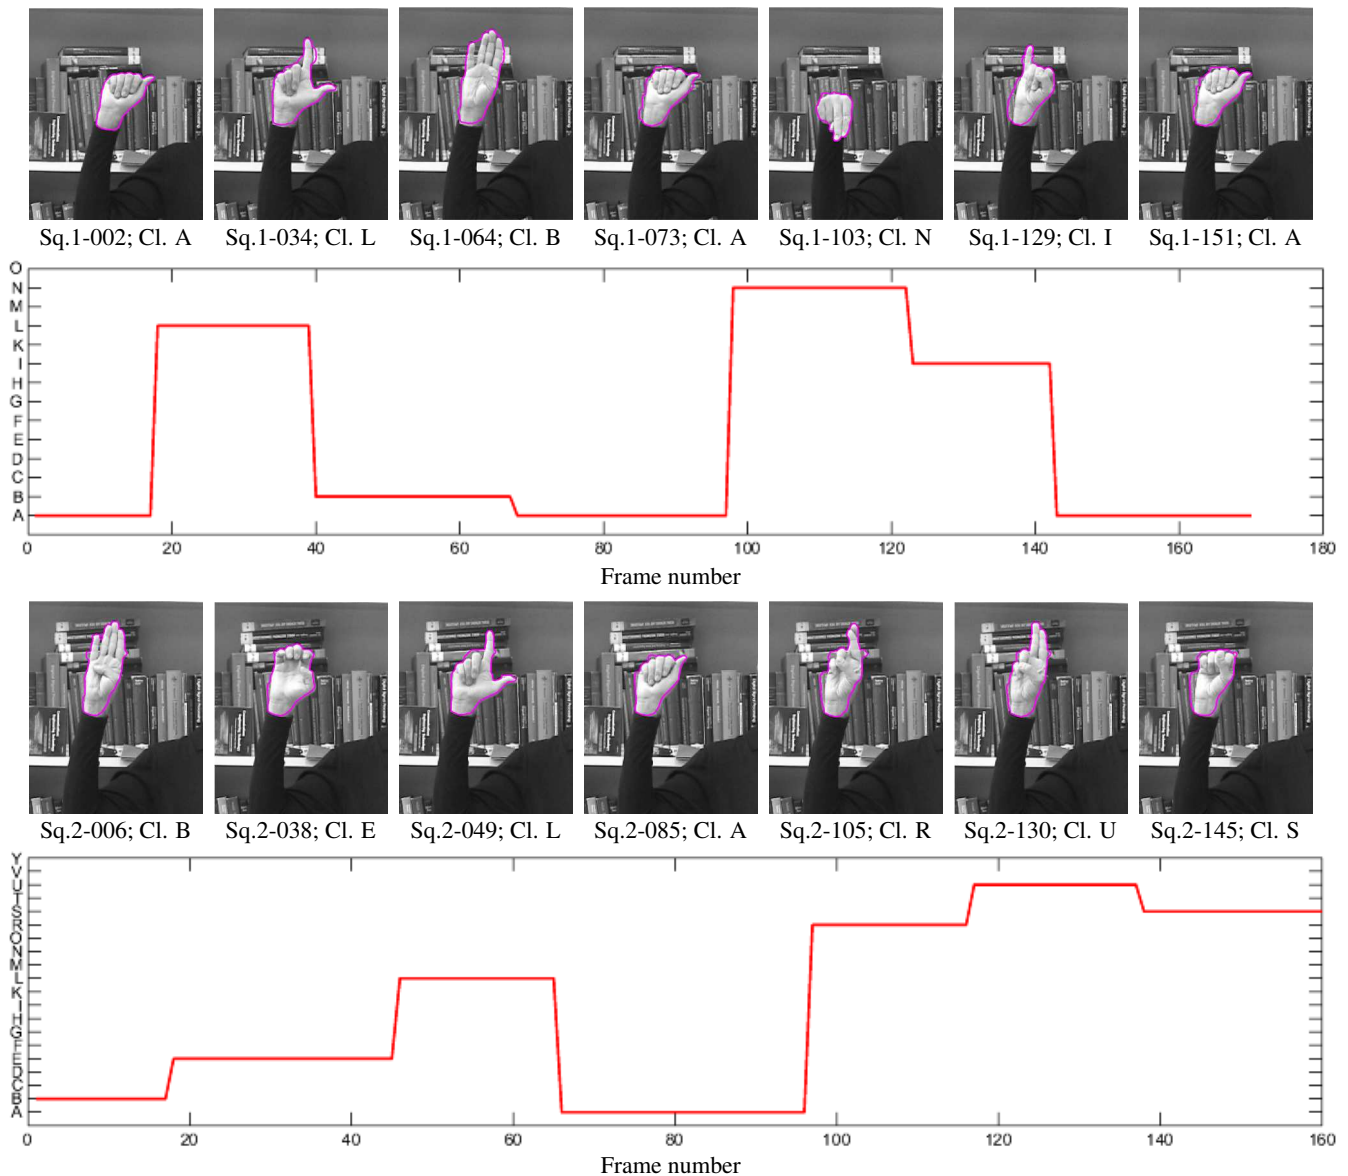 Sq.1-002; Cl. A
Sq.1-034; Cl. L
Sq.1-064; Cl. B
Sq.1-073; Cl. A
Sq.1-103; Cl. N
Sq.1-129; Cl. I
Sq.1-151; Cl. A
O
N
M
L
K
I
H
G
F
E
D
C
B
A
0 20 40 60 80 100 120 140 160 180
Frame number
Sq.2-006; Cl. B
Sq.2-038; Cl. E
Sq.2-049; Cl. L
Sq.2-085; Cl. A
Sq.2-105; Cl. R
Sq.2-130; Cl. U
Sq.2-145; Cl. S
Y
V
U
T
S
R
O
N
M
L
K
I
H
G
F
E
D
C
B
A
0 20 40 60 80 100 120 140 160
Frame number